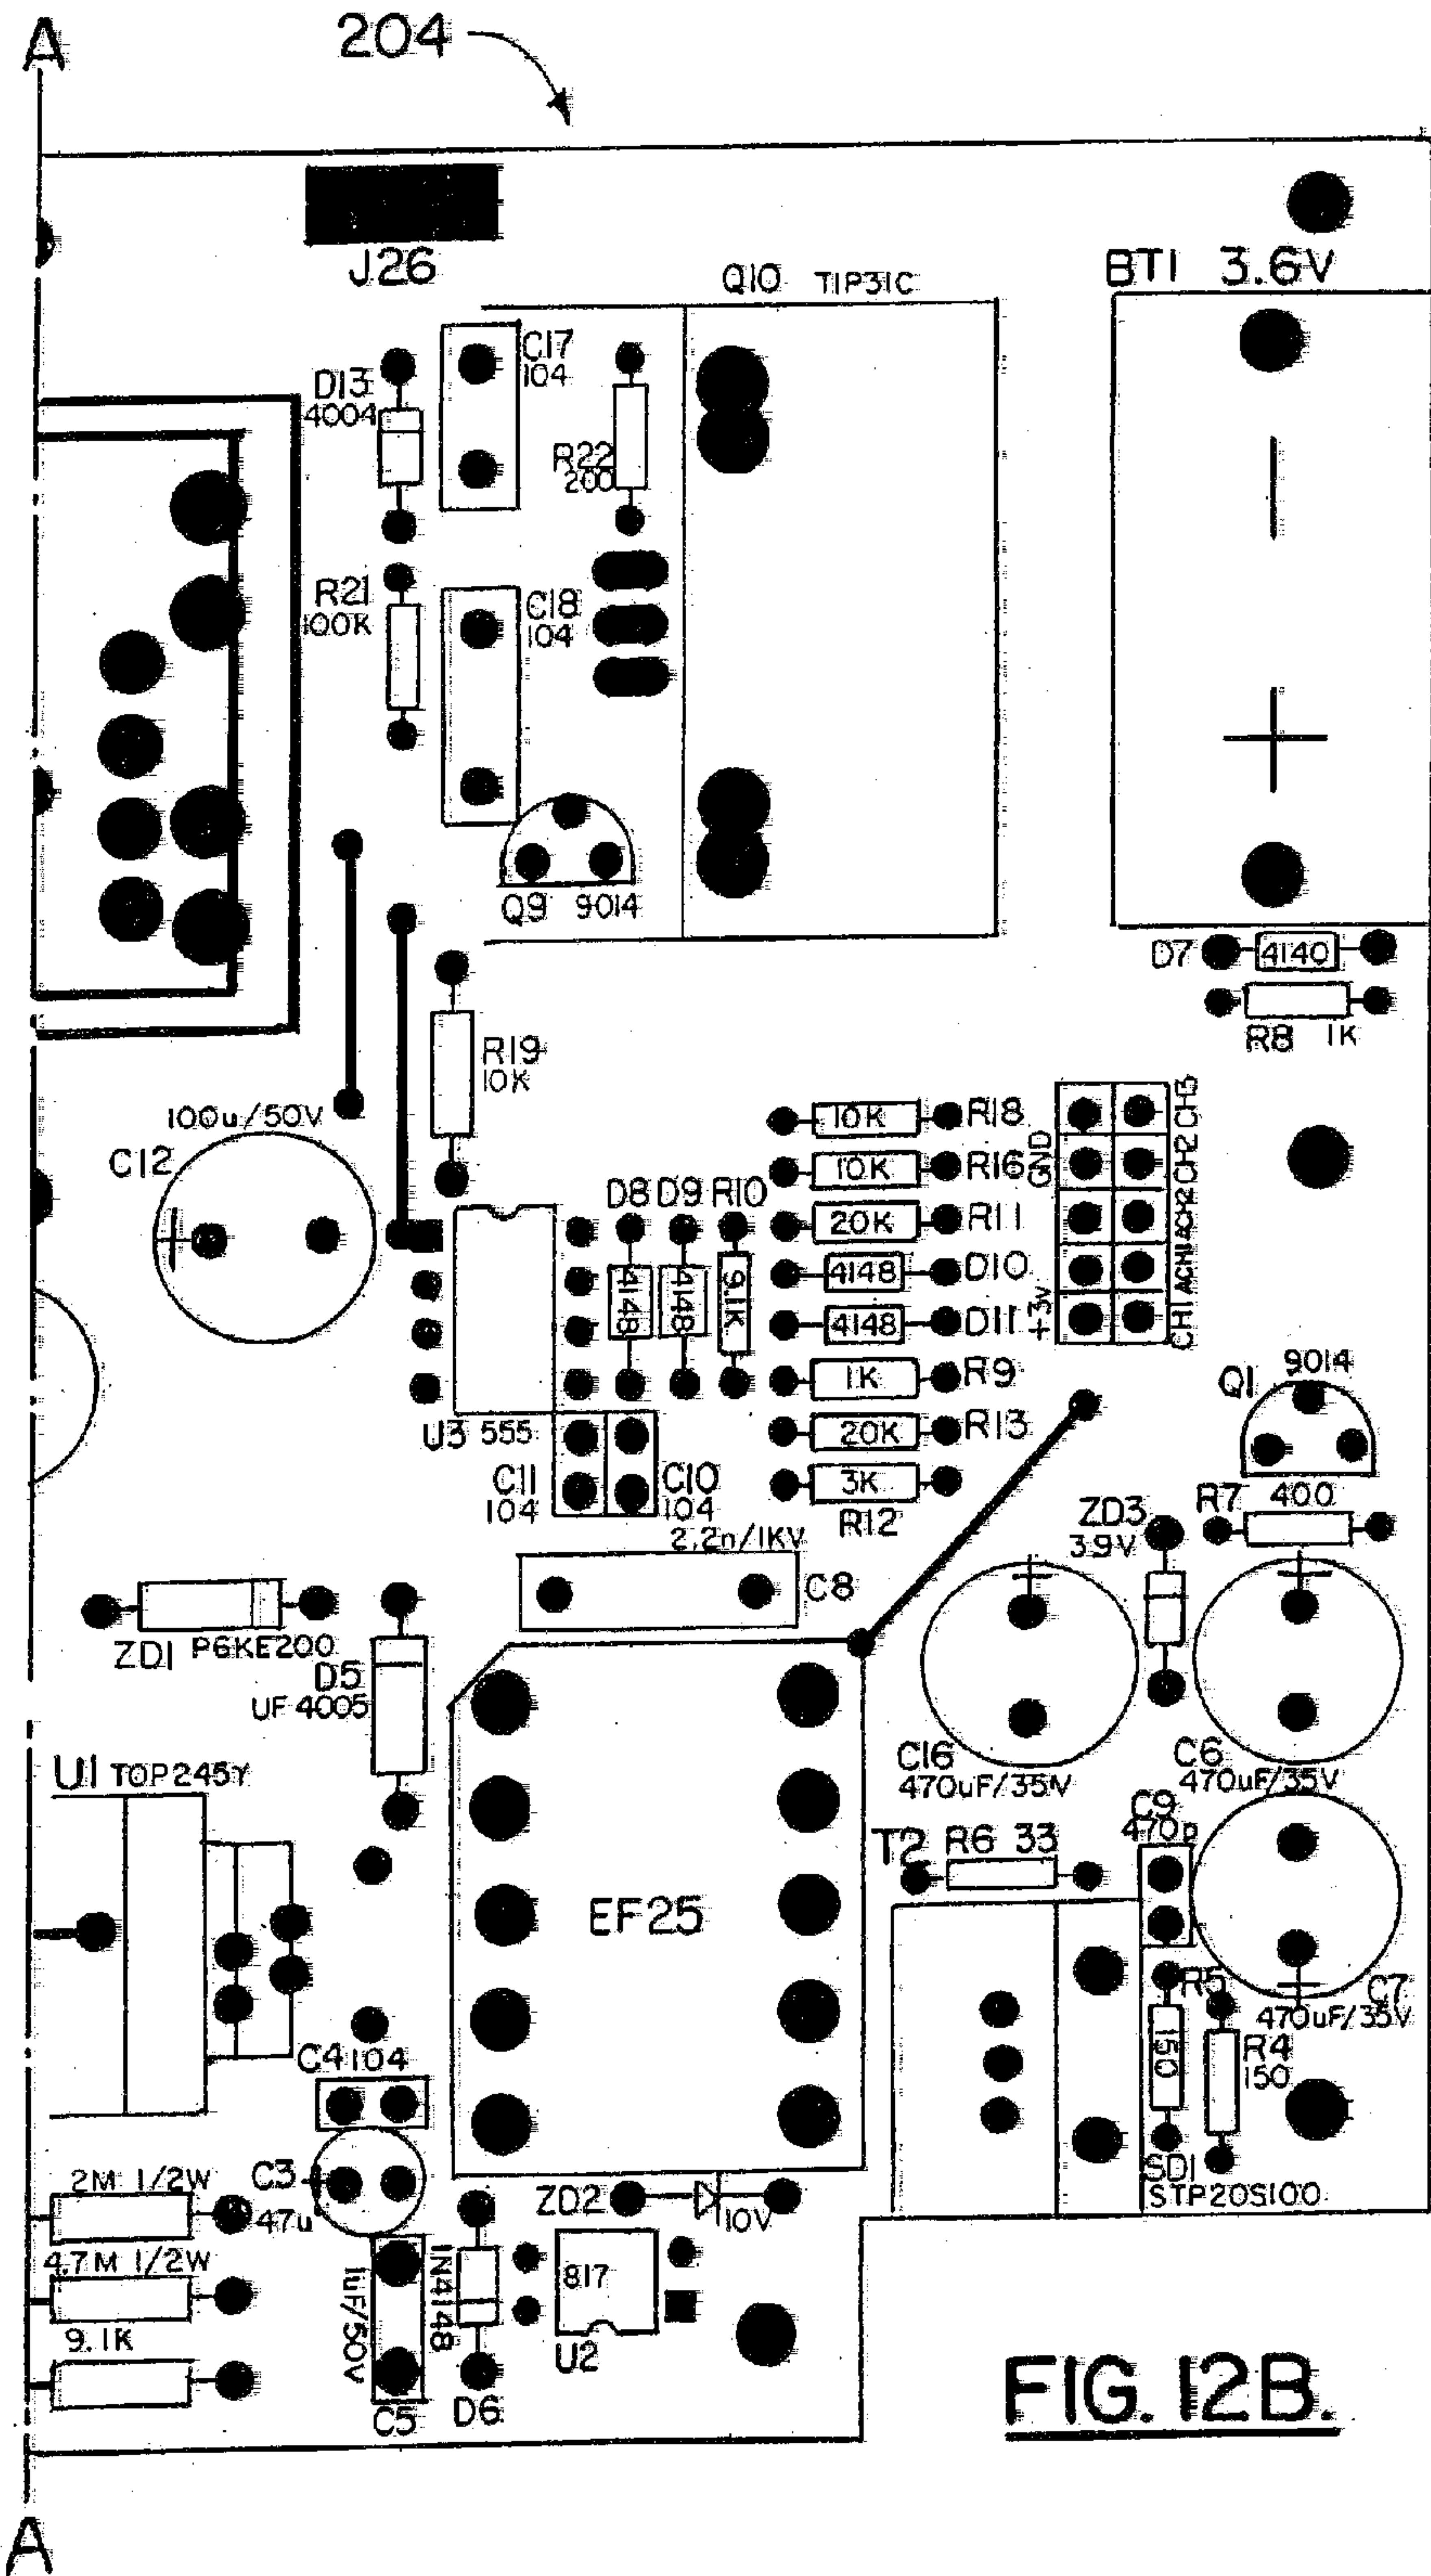 A
204
J26
Q10 TIP31C
BT1 3.6V
C17
104
D13
4004
R22
200
R21
100K
C18
104
—
+
Q9 9014
D7 4140
R8 1K
R19
10K
100u/50V
C12
+
10K R18
10K R16
20K R11
4148 D10
4148 D11
1K R9
20K R13
3K
R12
GND
+3V
CH3
CH2
ACH2
ACH1
CH1
D8 D9 R10
4148
4148
9.1K
U3 555
C11
104
C10
104
Q1 9014
R7 400
ZD3
3.9V
2.2n/1KV
C8
ZD1 P6KE200
D5
UF4005
+
C16
470uF/35V
+
C6
470uF/35V
U1 TOP245Y
EF25
T2 R6 33
C9
470p
+
C7
470uF/35V
R5
150
R4
150
SD1
STP20S100
C4 104
C3 +
47u
2M 1/2W
4.7M 1/2W
9.1K
1uF/50V
C5
1N4148
D6
ZD2
10V
817
U2
FIG. 12B.
A